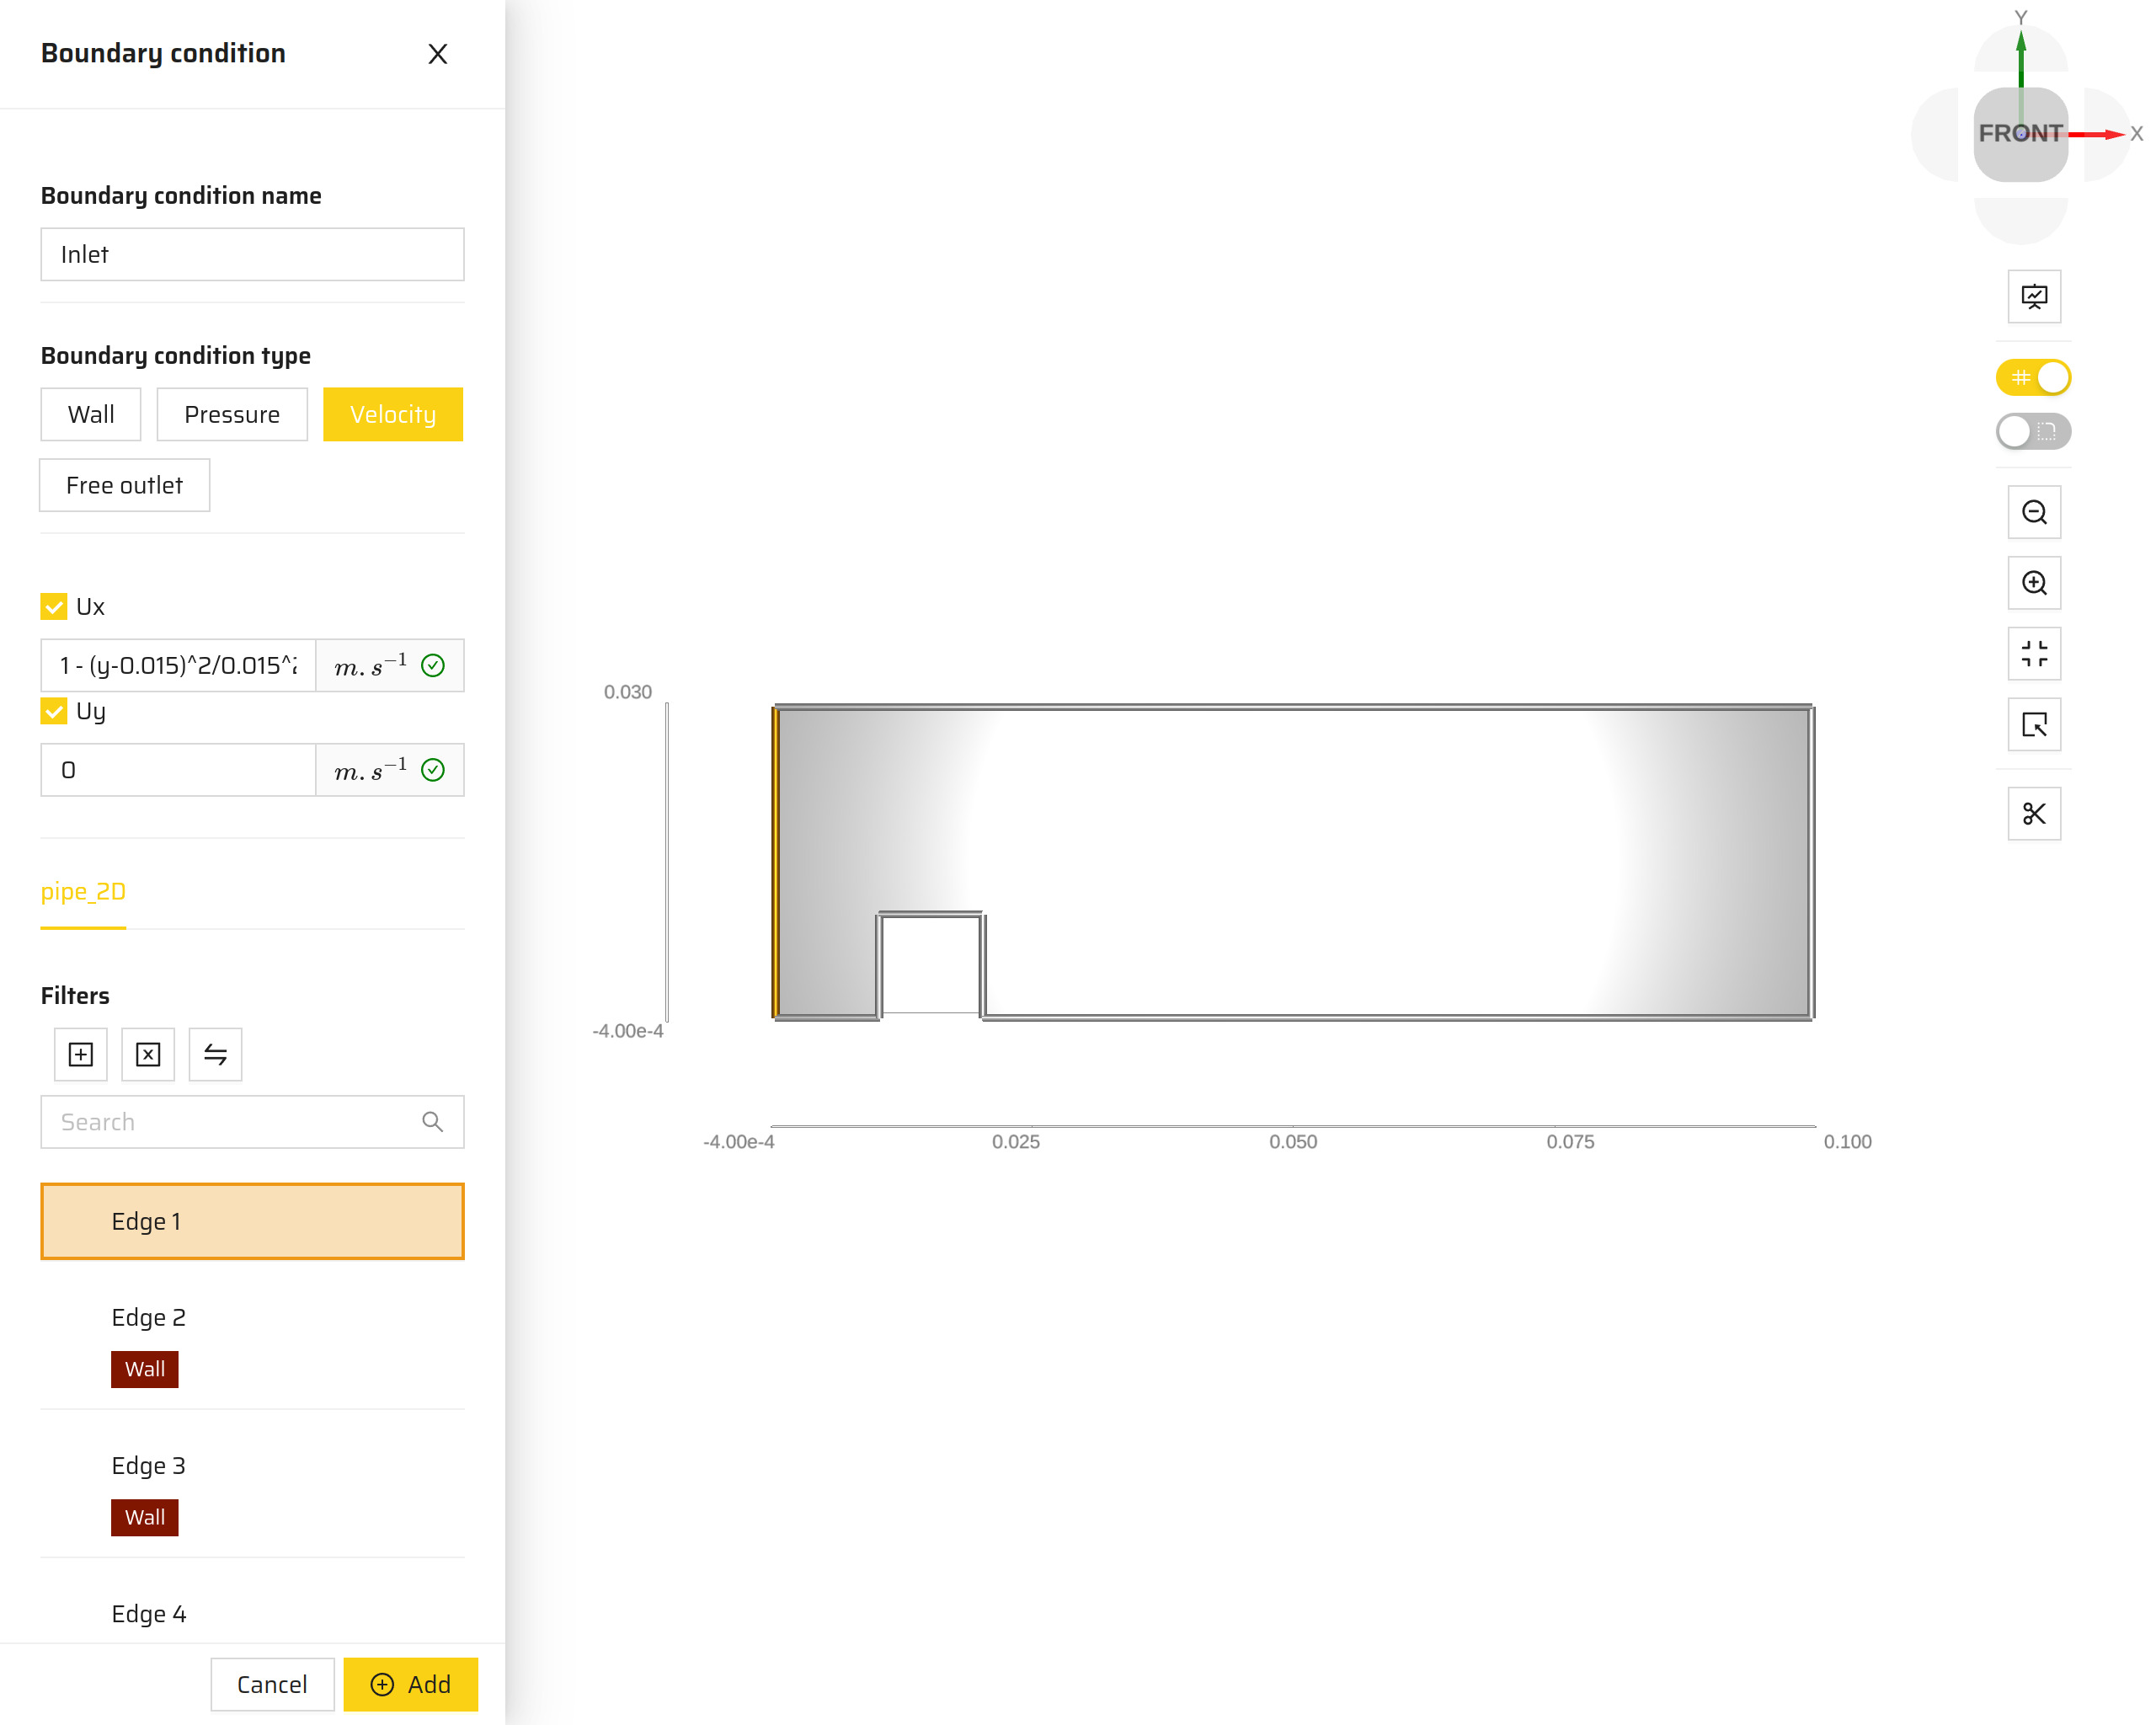 Boundary condition
Boundary condition name
Inlet
Boundary condition type
Wall
Pressure
Velocity
Free outlet
Ux
1 - (y-0.015)^2/0.015^
m.s⁻¹
Uy
0
m.s⁻¹
pipe_2D
Filters
Search
Edge 1
Edge 2
Wall
Edge 3
Wall
Edge 4
Cancel
Add
Y
FRONT
X
0.030
-4.00e-4
-4.00e-4
0.025
0.050
0.075
0.100